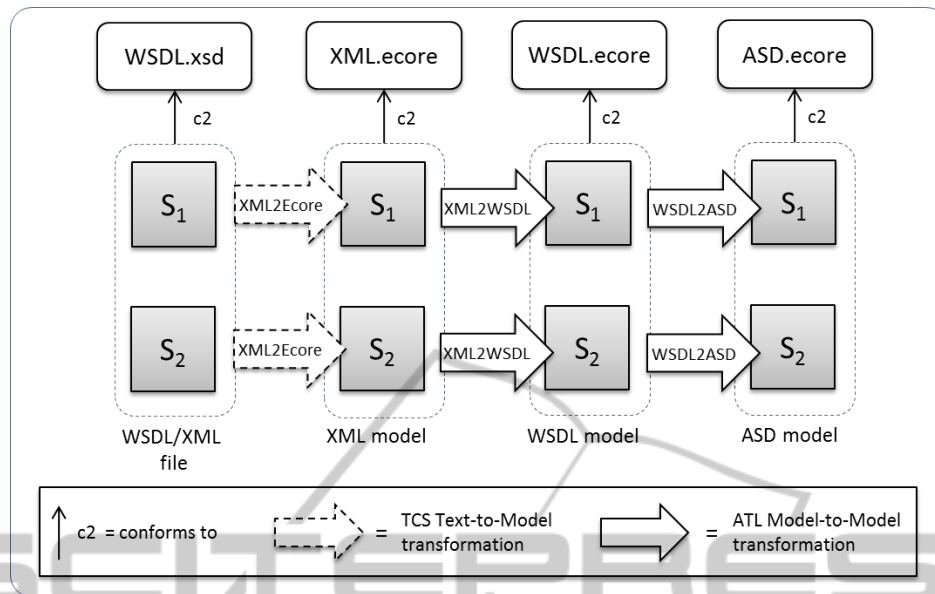 WSDL.xsd XML.ecore WSDL.ecore ASD.ecore
c2 c2 c2 c2
S1 XML2Ecore S1 XML2WSDL S1 WSDL2ASD S1
S2 XML2Ecore S2 XML2WSDL S2 WSDL2ASD S2
WSDL/XML
file
XML model
WSDL model
ASD model
c2 = conforms to
= TCS Text-to-Model
transformation
= ATL Model-to-Model
transformation
SCITEPRESS